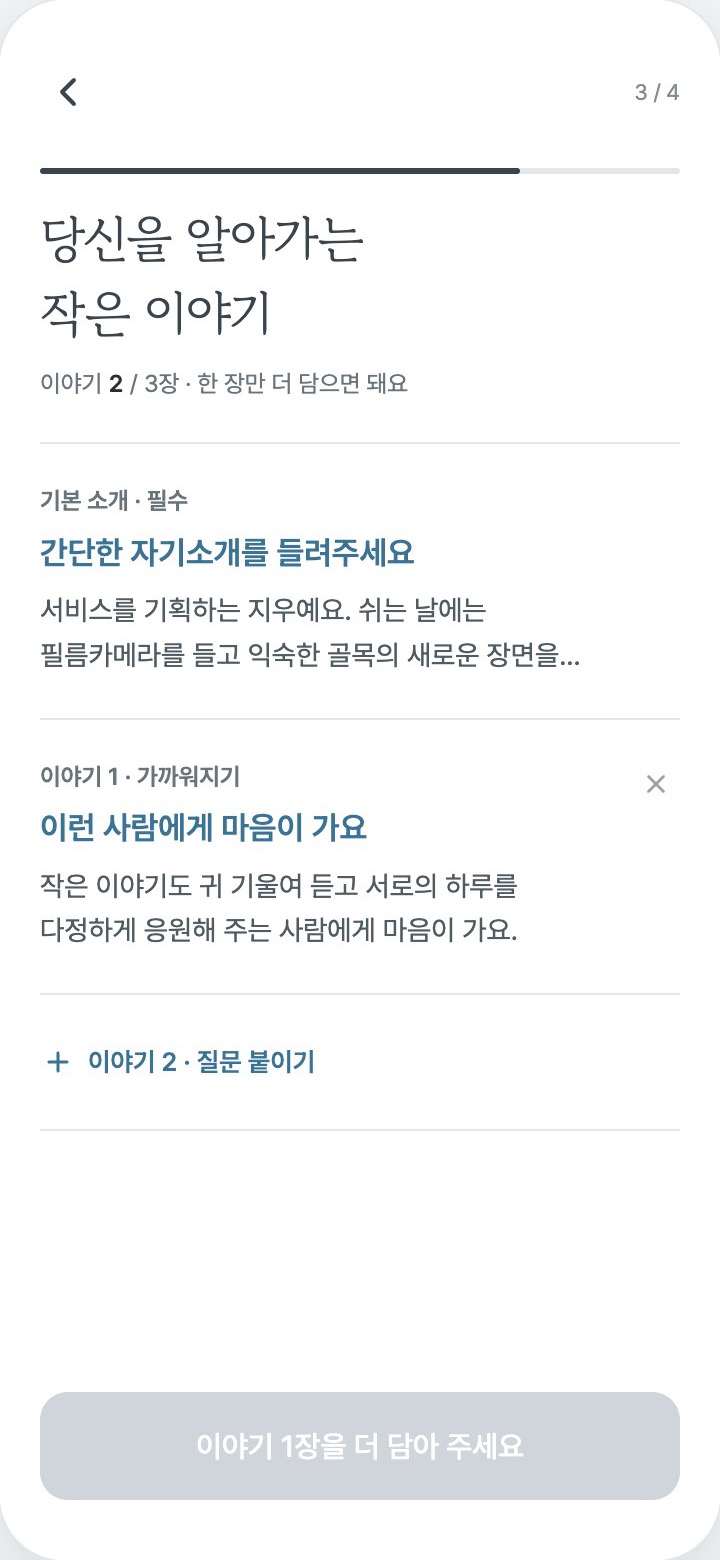 3 / 4
당신을 알아가는
작은 이야기
이야기 2 / 3장 · 한 장만 더 담으면 돼요
기본 소개 · 필수
간단한 자기소개를 들려주세요
서비스를 기획하는 지우예요. 쉬는 날에는
필름카메라를 들고 익숙한 골목의 새로운 장면을...
이야기 1 · 가까워지기
이런 사람에게 마음이 가요
작은 이야기도 귀 기울여 듣고 서로의 하루를
다정하게 응원해 주는 사람에게 마음이 가요.
이야기 2 · 질문 붙이기
이야기 1장을 더 담아 주세요